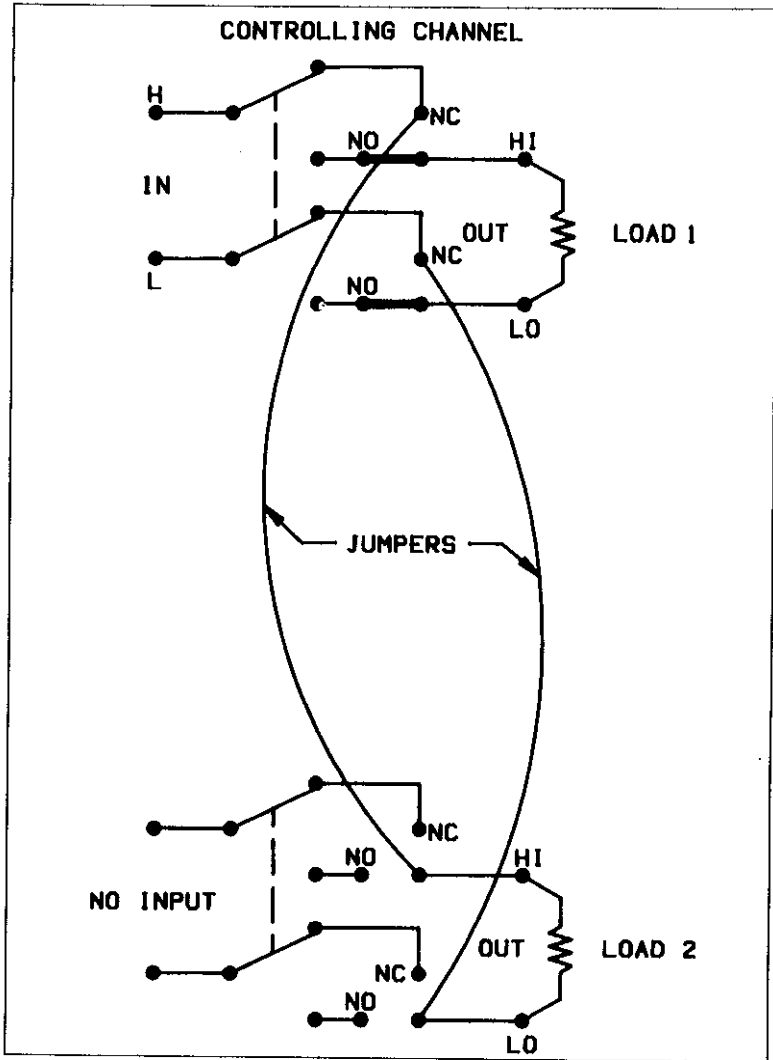 CONTROLLING CHANNEL
H
NC
NO
HI
IN
OUT
LOAD 1
NC
L
NO
LO
JUMPERS
NC
NO
HI
NO INPUT
OUT
LOAD 2
NC
NO
LO